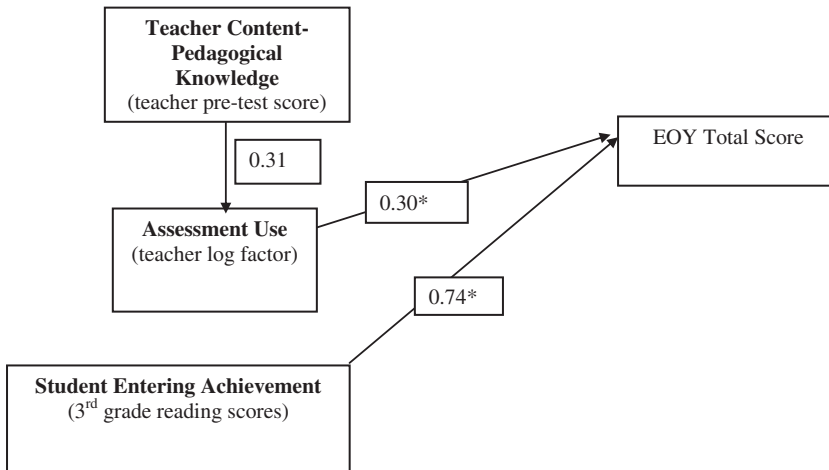 Teacher Content-
Pedagogical
Knowledge
(teacher pre-test score)
EOY Total Score
0.31
0.30*
Assessment Use
(teacher log factor)
0.74*
Student Entering Achievement
(3rd grade reading scores)